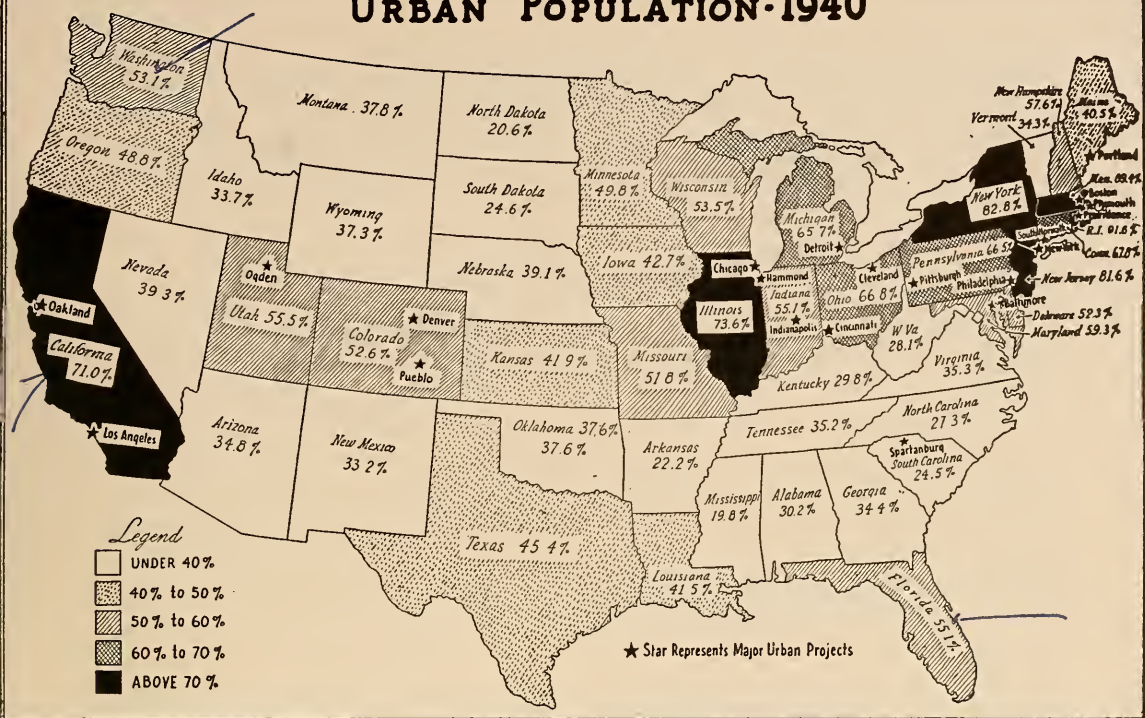 URBAN POPULATION-1940
Washington
53.1%
Oregon 48.8%
Idaho
33.7%
Montana 37.8%
Wyoming
37.3%
North Dakota
20.6%
South Dakota
24.6%
Nebraska 39.1%
Minnesota
49.8%
Wisconsin
53.5%
Iowa 42.7%
Michigan
65.7%
Detroit
New Hampshire
57.6%
Vermont 34.3%
Maine
40.5%
Portland
Mass. 89.4%
Boston
Plymouth
Providence
R.I. 91.6%
South Norwalk
Conn. 67.8%
New York
82.8%
New York
Pennsylvania 66.5%
Pittsburgh
Philadelphia
New Jersey 81.6%
Baltimore
Delaware 52.3%
Maryland 59.3%
Nevada
39.3%
Oakland
California
71.0%
Los Angeles
Ogden
Utah 55.5%
Colorado
52.6%
Denver
Pueblo
Kansas 41.9%
Missouri
51.8%
Chicago
Illinois
73.6%
Hammond
Indiana
55.1%
Indianapolis
Cleveland
Ohio 66.8%
Cincinnati
W Va.
28.1%
Virginia
35.3%
Kentucky 29.8%
Arizona
34.8%
New Mexico
33.2%
Oklahoma 37.6%
37.6%
Arkansas
22.2%
Tennessee 35.2%
North Carolina
27.3%
Spartanburg
South Carolina
24.5%
Mississippi
19.8%
Alabama
30.2%
Georgia
34.4%
Texas 45.4%
Louisiana
41.5%
Florida 55.1%
Legend
UNDER 40%
40% to 50%
50% to 60%
60% to 70%
ABOVE 70%
★ Star Represents Major Urban Projects